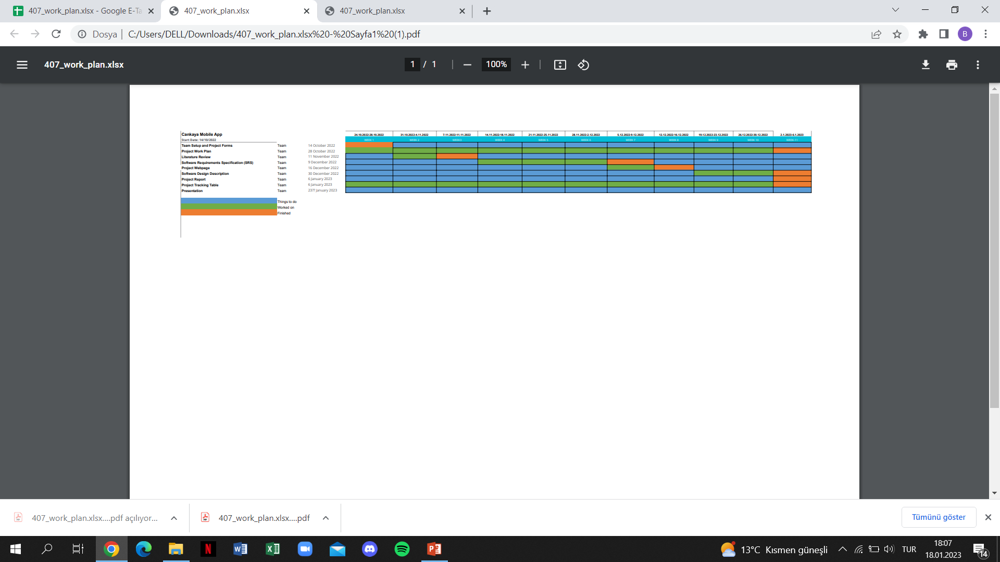 407_work_plan.xlsx - Google E-Ta
407_work_plan.xlsx
407_work_plan.xlsx
Dosya
C:/Users/DELL/Downloads/407_work_plan.xlsx%20-%20Sayfa1%20(1).pdf
B
407_work_plan.xlsx
1 / 1
100%
Cankaya Mobile App
Start Date: 14/10/2022
24.10.2022-28.10.2022 31.10.2022-4.11.2022 7.11.2022-11.11.2022 14.11.2022-18.11.2022 21.11.2022-25.11.2022 28.11.2022-2.12.2022 5.12.2022-9.12.2022 12.12.2022-16.12.2022 19.12.2022-23.12.2022 26.12.2022-30.12.2022 2.1.2023-6.1.2023
WEEK 1 WEEK 2 WEEK3 WEEK 4 WEEK 5 WEEK 6 WEEK 7 WEEK 8 WEEK 9 WEEK 10 WEEK-11
Team Setup and Project Forms Team 14 October 2022
Project Work Plan Team 28 October 2022
Literature Review Team 11 November 2022
Software Requirements Specification (SRS) Team 9 December 2022
Project Webpage Team 16 December 2022
Software Design Description Team 30 December 2022
Project Report Team 6 January 2023
Project Tracking Table Team 6 January 2023
Presentation Team 23?? January 2023
Things to do
Worked on
Finished
407_work_plan.xlsx....pdf açılıyor...
407_work_plan.xlsx....pdf
Tümünü göster
13°C Kısmen güneşli
TUR
18:07
18.01.2023
14